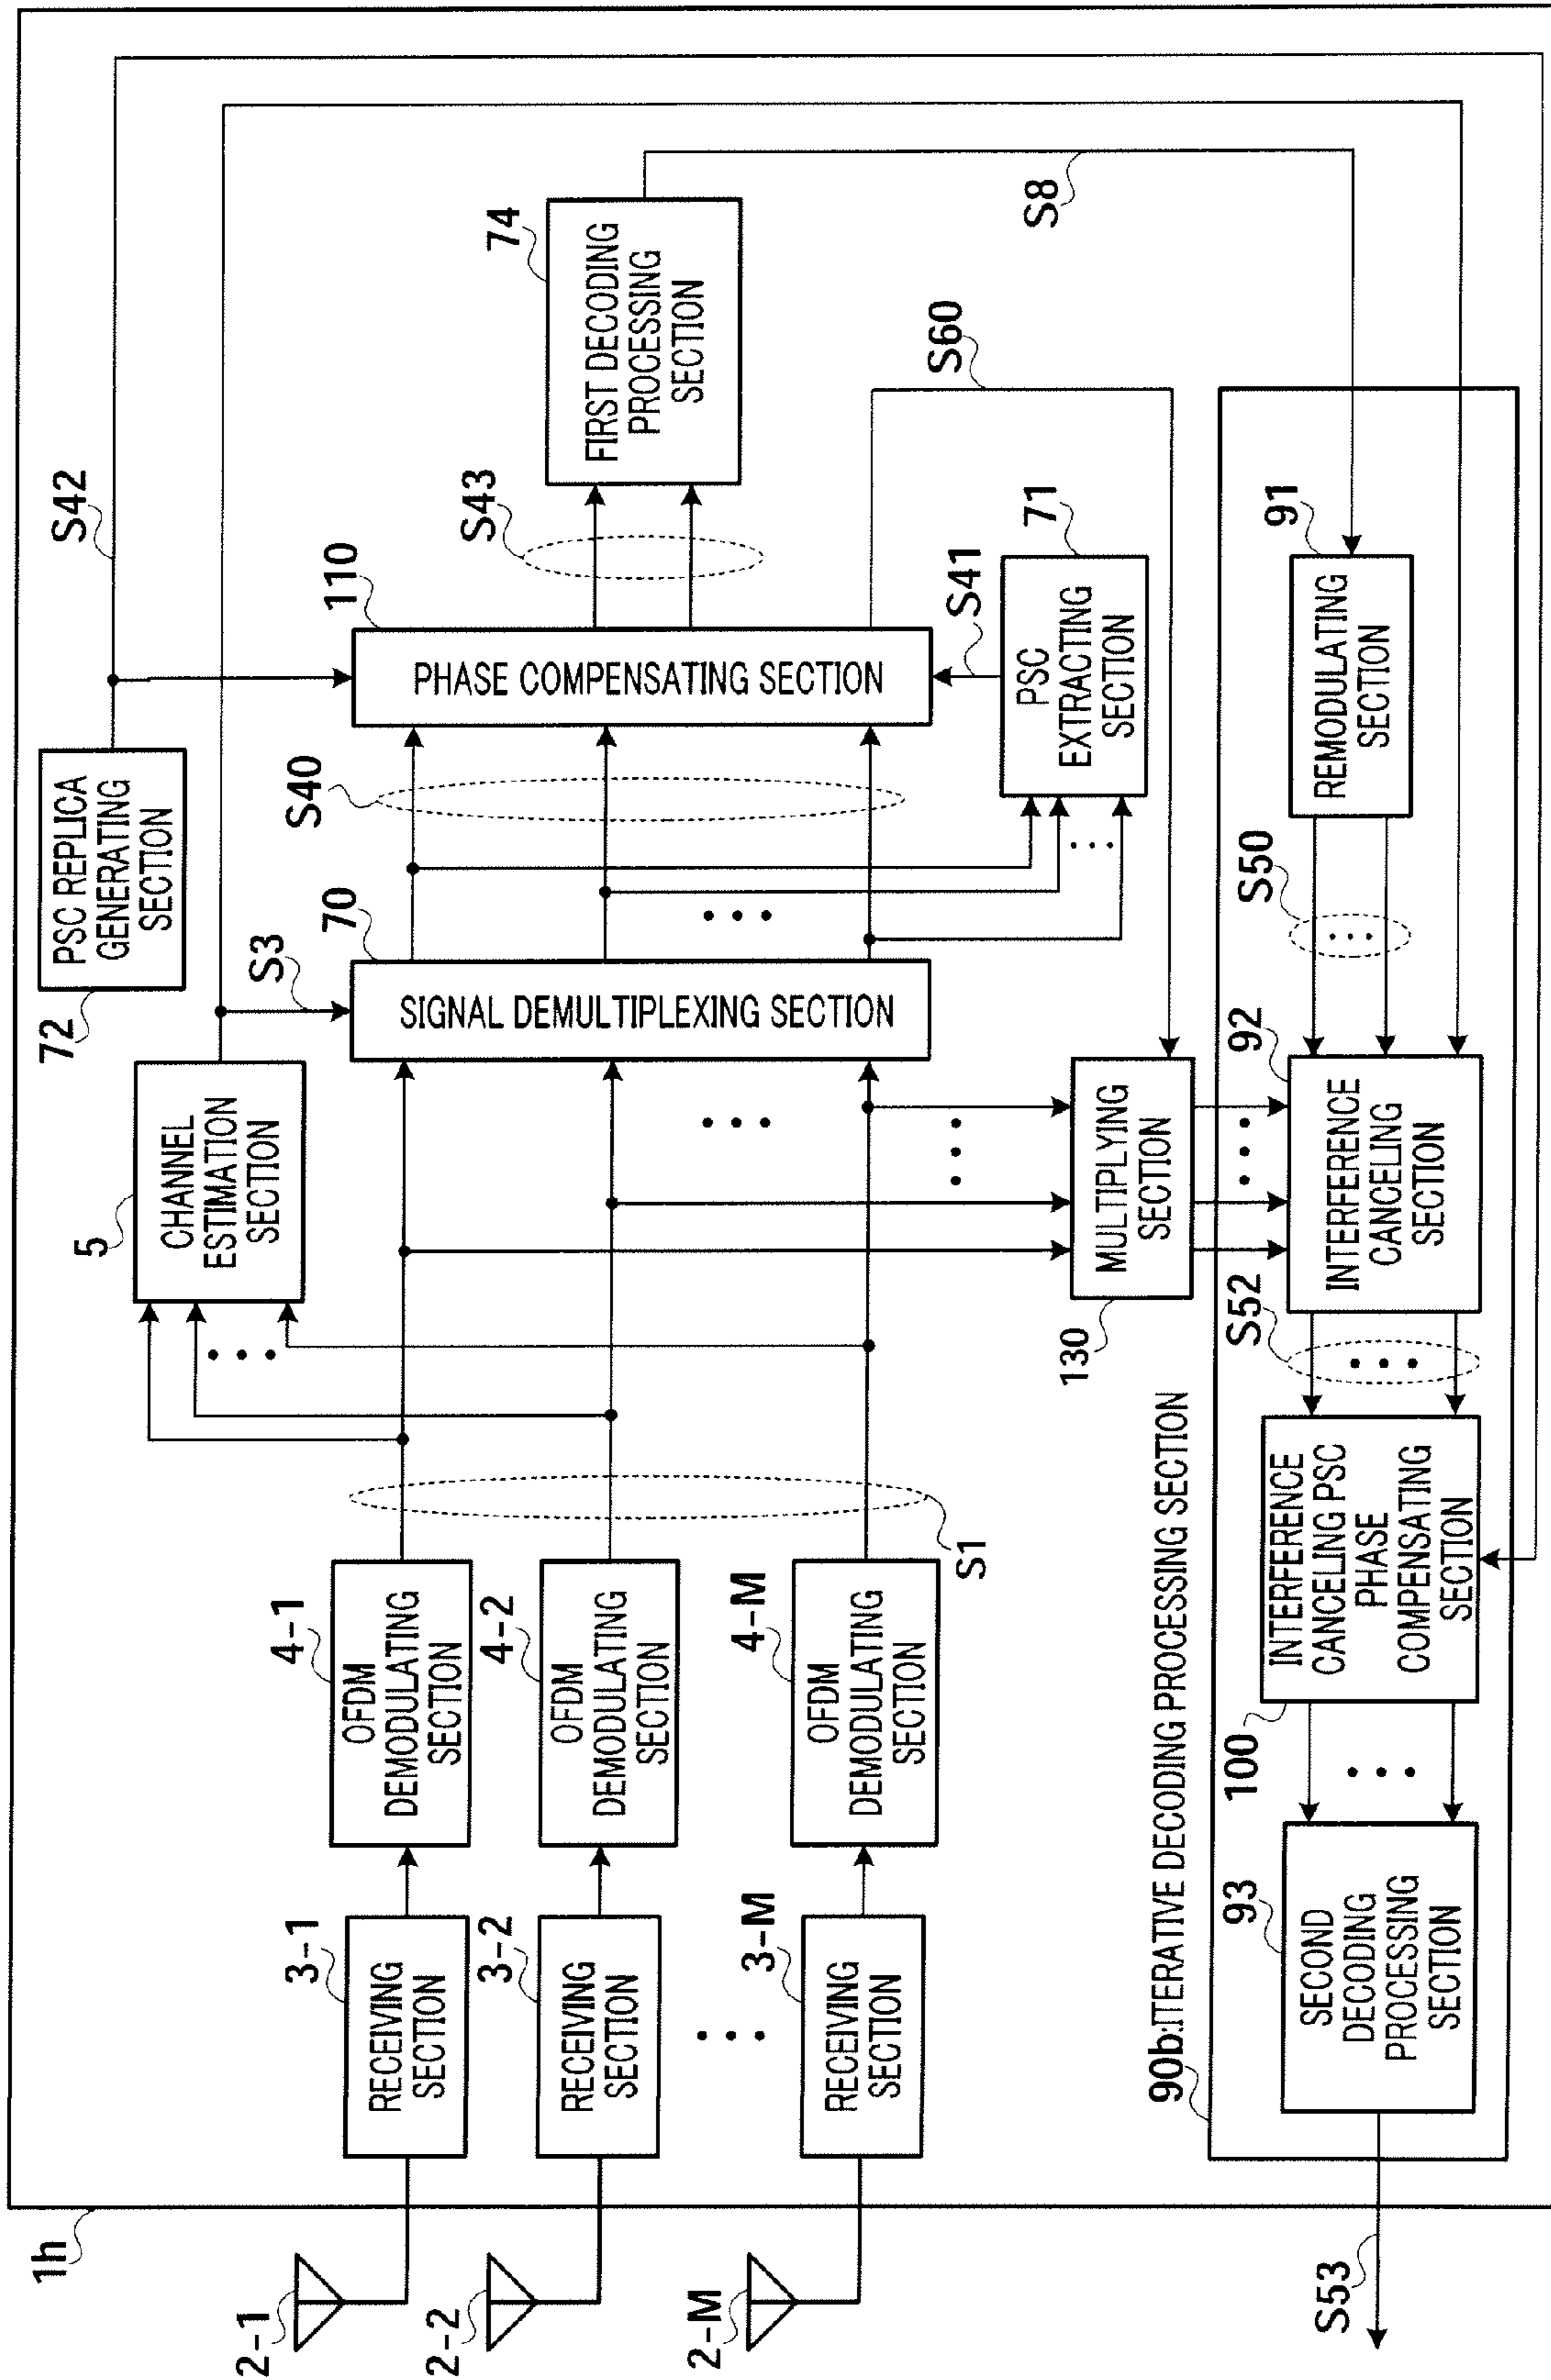 1h
2-1
2-2
2-M
3-1
RECEIVING
SECTION
3-2
RECEIVING
SECTION
3-M
RECEIVING
SECTION
4-1
OFDM
DEMODULATING
SECTION
4-2
OFDM
DEMODULATING
SECTION
4-M
OFDM
DEMODULATING
SECTION
S1
5
CHANNEL
ESTIMATION
SECTION
S3
72
PSC REPLICA
GENERATING
SECTION
S42
70
SIGNAL DEMULTIPLEXING SECTION
S40
110
PHASE COMPENSATING SECTION
S43
74
FIRST DECODING
PROCESSING
SECTION
S41
71
PSC
EXTRACTING
SECTION
S60
S8
130
MULTIPLYING
SECTION
90b:ITERATIVE DECODING PROCESSING SECTION
91
REMODULATING
SECTION
S50
92
INTERFERENCE
CANCELING
SECTION
S52
100
INTERFERENCE
CANCELING PSC
PHASE
COMPENSATING
SECTION
93
SECOND
DECODING
PROCESSING
SECTION
S53